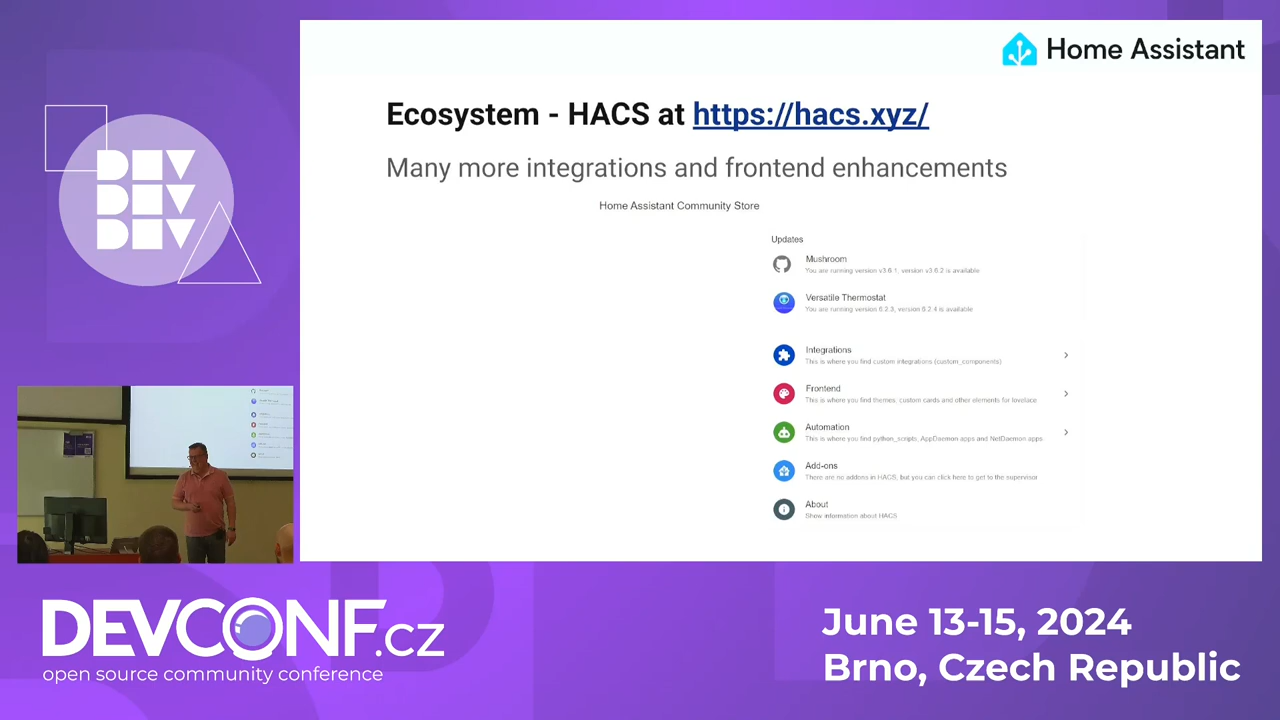 Home Assistant
Ecosystem - HACS at https://hacs.xyz/
Many more integrations and frontend enhancements
Home Assistant Community Store
Updates
Mushroom
You are running version v3.6.1, version v3.6.2 is available
Versatile Thermostat
You are running version 6.2.3, version 6.2.4 is available
Integrations
This is where you find custom integrations (custom_components)
Frontend
This is where you find themes, custom cards and other elements for lovelace
Automation
This is where you find python_scripts, AppDaemon apps and NetDaemon apps
Add-ons
There are no addons in HACS, but you can click here to get to the supervisor
About
Show information about HACS
DEV
DEV
DEV
DEVCONF.cz
open source community conference
June 13-15, 2024
Brno, Czech Republic